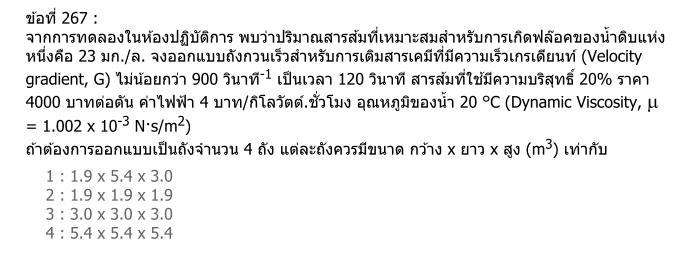 ข้อที่ 267 :
จากการทดลองในห้องปฏิบัติการ พบว่าปริมาณสารส้มที่เหมาะสมสำหรับการเกิดฟล๊อคของน้ำดิบแห่ง
หนึ่งคือ 23 มก./ล. จงออกแบบถังกวนเร็วสำหรับการเติมสารเคมีที่มีความเร็วเกรเดียนท์ (Velocity
gradient, G) ไม่น้อยกว่า 900 วินาที⁻¹ เป็นเวลา 120 วินาที สารส้มที่ใช้มีความบริสุทธิ์ 20% ราคา
4000 บาทต่อตัน ค่าไฟฟ้า 4 บาท/กิโลวัตต์.ชั่วโมง อุณหภูมิของน้ำ 20 ºC (Dynamic Viscosity, µ
= 1.002 x 10⁻³ N·s/m²)
ถ้าต้องการออกแบบเป็นถังจำนวน 4 ถัง แต่ละถังควรมีขนาด กว้าง x ยาว x สูง (m³) เท่ากับ
1 : 1.9 x 5.4 x 3.0
2 : 1.9 x 1.9 x 1.9
3 : 3.0 x 3.0 x 3.0
4 : 5.4 x 5.4 x 5.4